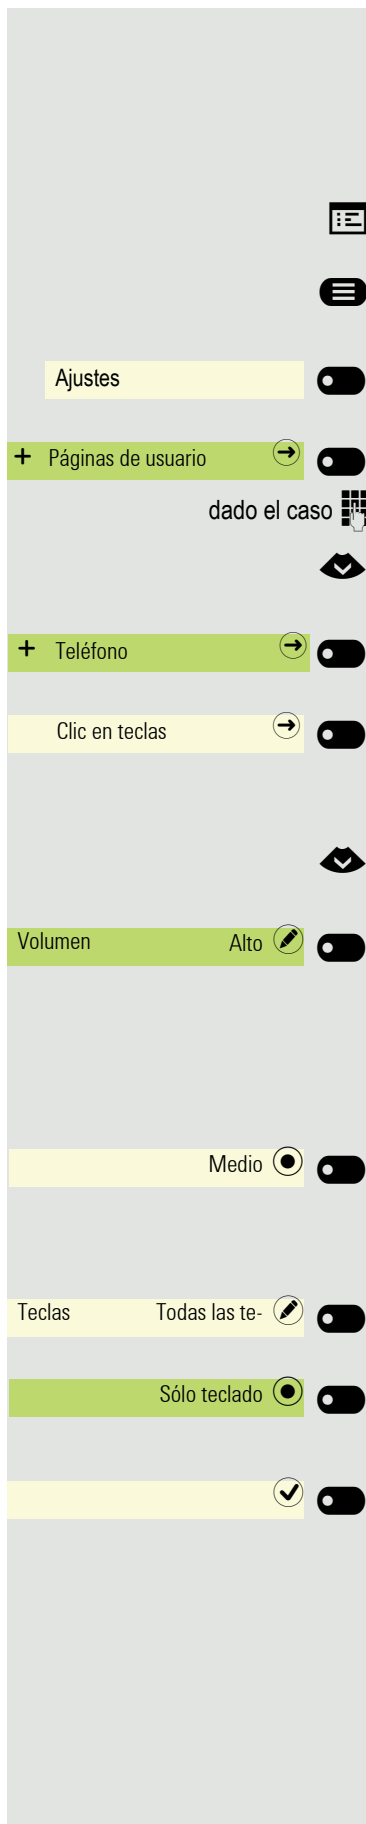 Ajustes
+ Páginas de usuario
dado el caso
+ Teléfono
Clic en teclas
Volumen Alto
Medio
Teclas Todas las te-
Sólo teclado